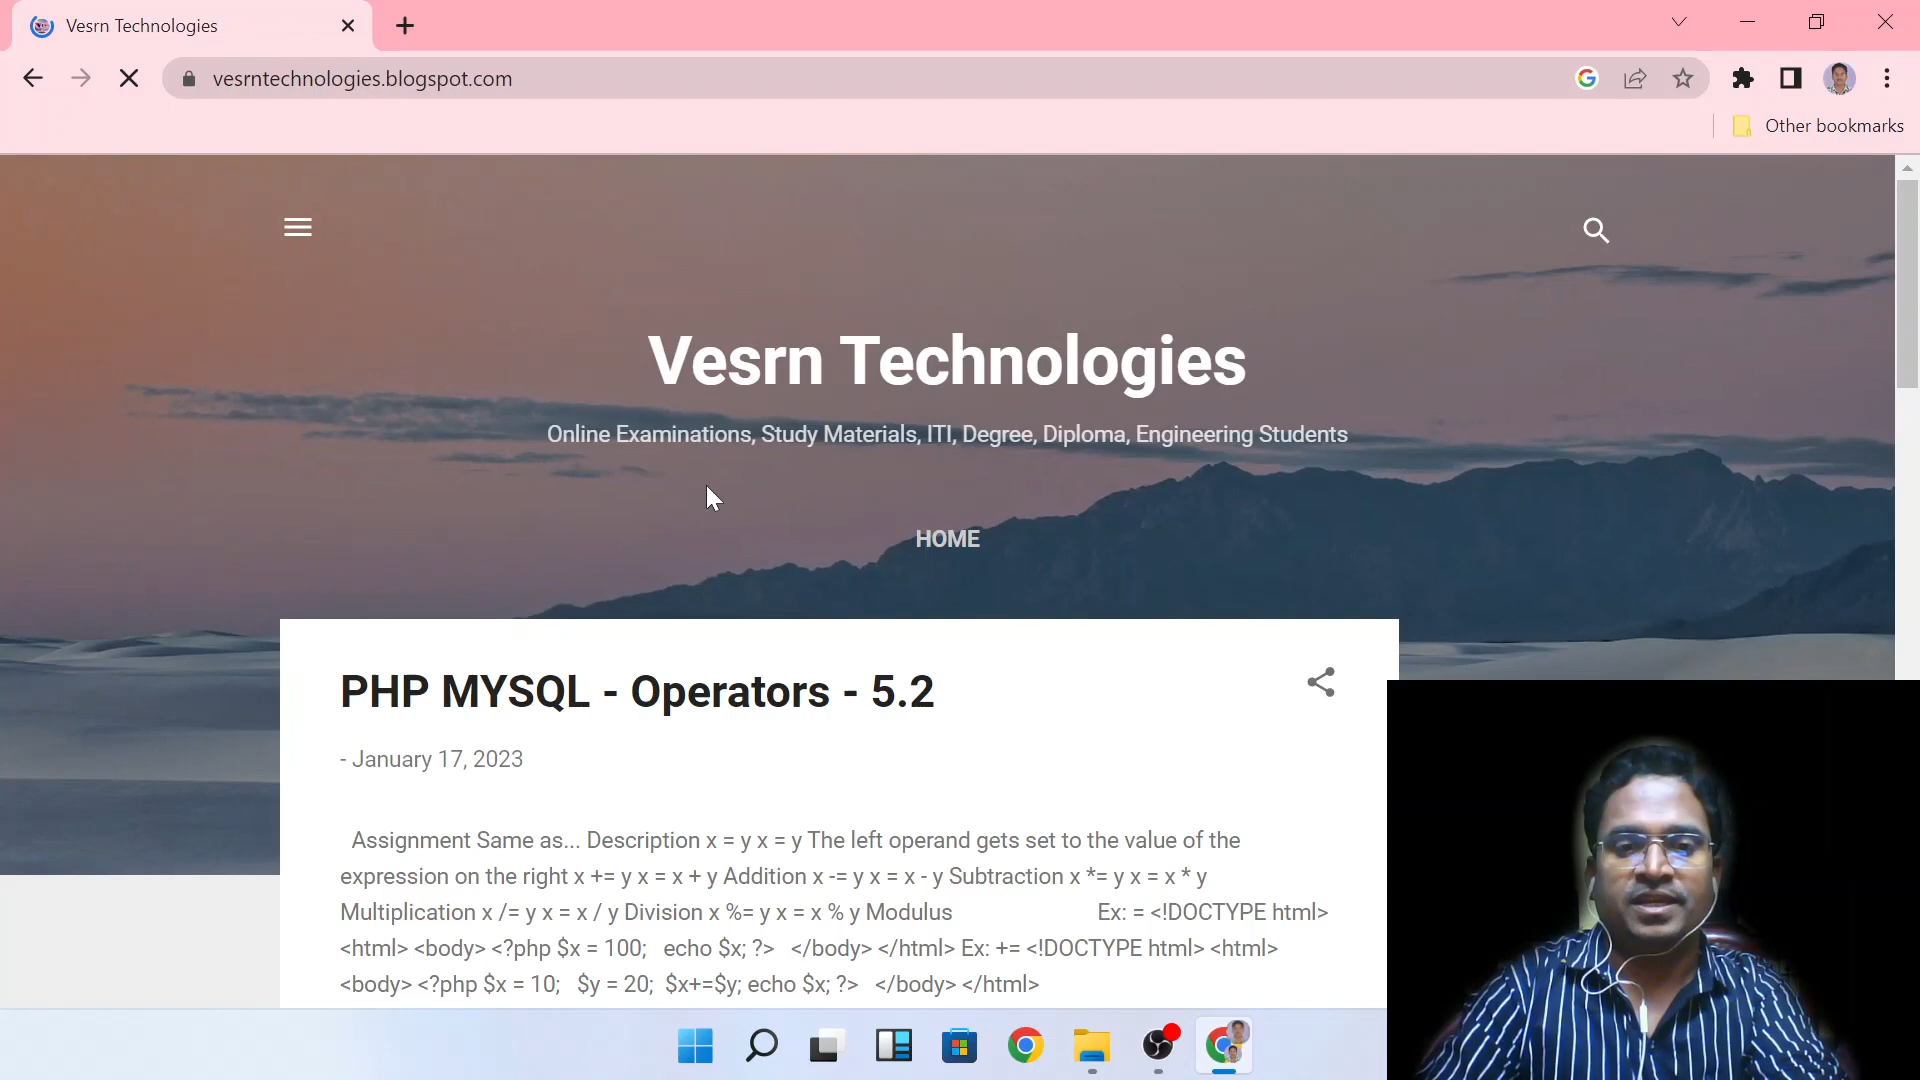 Vesrn Technologies
vesrntechnologies.blogspot.com
Other bookmarks
Vesrn Technologies
Online Examinations, Study Materials, ITI, Degree, Diploma, Engineering Students
HOME
PHP MYSQL - Operators - 5.2
- January 17, 2023
Assignment Same as... Description x = y x = y The left operand gets set to the value of the
expression on the right x += y x = x + y Addition x -= y x = x - y Subtraction x *= y x = x * y
Multiplication x /= y x = x / y Division x %= y x = x % y Modulus Ex: = <!DOCTYPE html>
<html> <body> <?php $x = 100; echo $x; ?> </body> </html> Ex: += <!DOCTYPE html> <html>
<body> <?php $x = 10; $y = 20; $x+=$y; echo $x; ?> </body> </html>